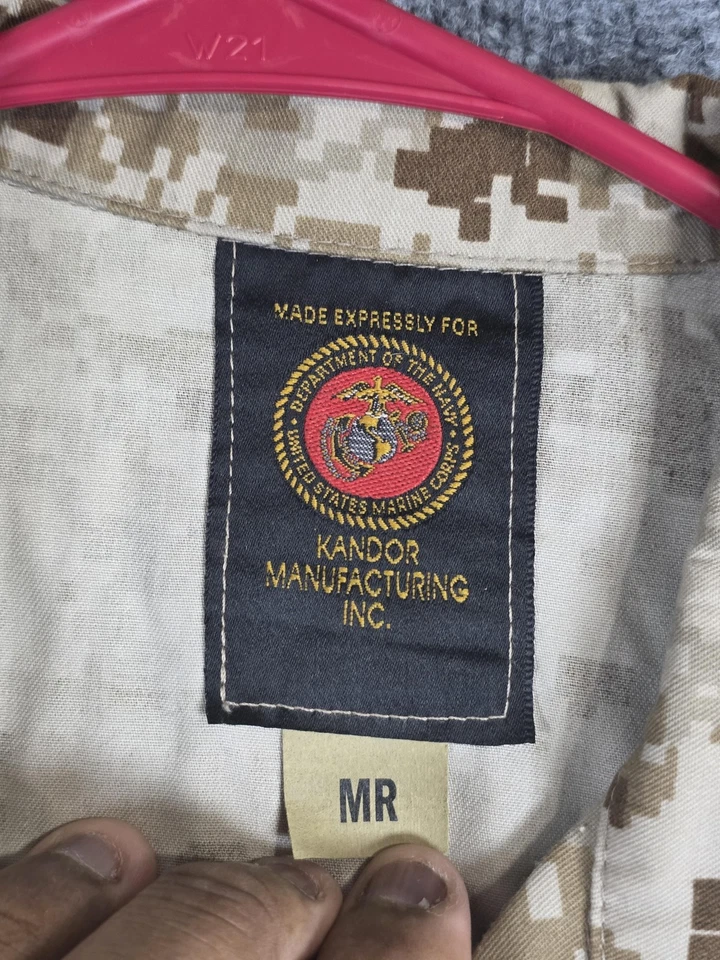 W21
MADE EXPRESSLY FOR
DEPARTMENT OF THE NAVY
UNITED STATES MARINE CORPS
KANDOR
MANUFACTURING
INC.
MR